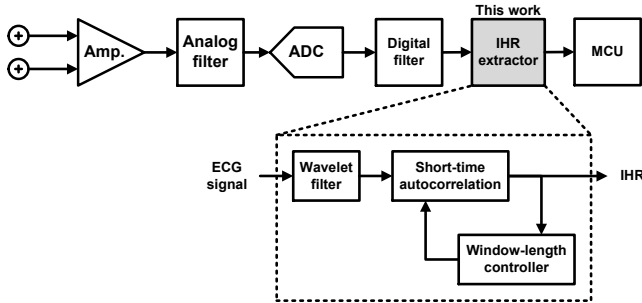 This work
Amp.
Analog
filter
ADC
Digital
filter
IHR
extractor
MCU
ECG
signal
Wavelet
filter
Short-time
autocorrelation
IHR
Window-length
controller